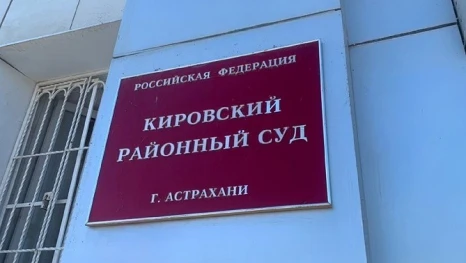 РОССИЙСКАЯ ФЕДЕРАЦИЯ
КИРОВСКИЙ
РАЙОННЫЙ СУД
Г. АСТРАХАНИ